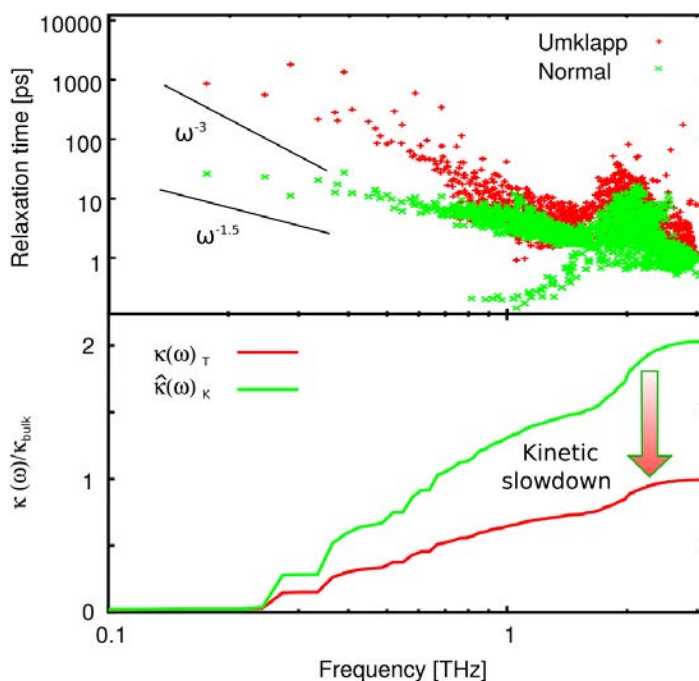 10000
1000
100
10
1
Relaxation time [ps]
Umklapp
Normal
ω-3
ω-1.5
2
1
0
κ (ω)/κbulk
κ(ω) T
κ̂(ω) K
Kinetic
slowdown
0.1
1
Frequency [THz]